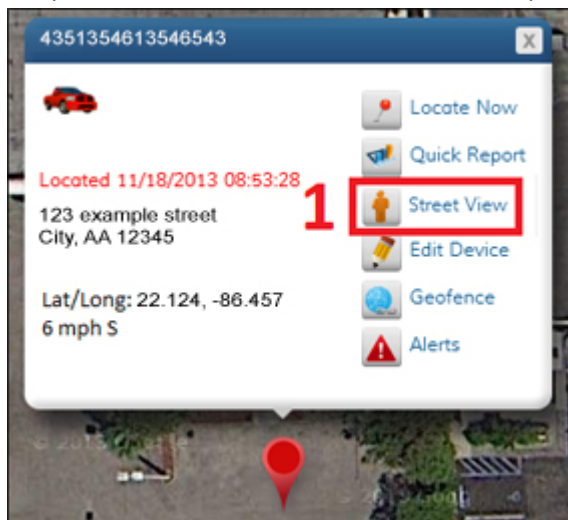 4351354613546543
X
Locate Now
Quick Report
Located 11/18/2013 08:53:28
1
Street View
123 example street
City, AA 12345
Edit Device
Lat/Long: 22.124, -86.457
Geofence
6 mph S
Alerts